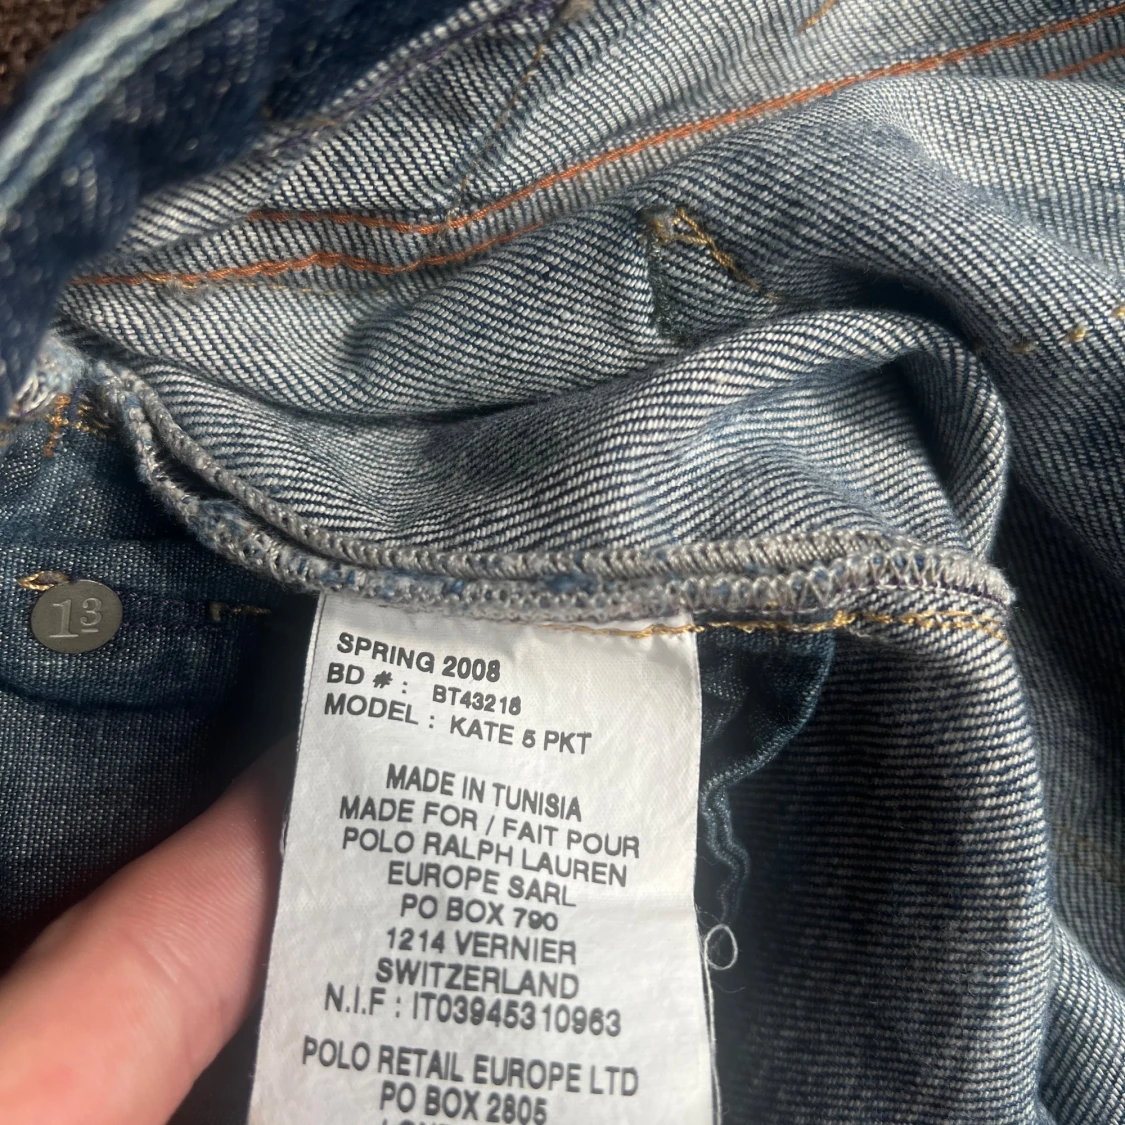 13
SPRING 2008
BD # : BT43218
MODEL : KATE 5 PKT
MADE IN TUNISIA
MADE FOR / FAIT POUR
POLO RALPH LAUREN
EUROPE SARL
PO BOX 790
1214 VERNIER
SWITZERLAND
N.I.F : IT03945310963
POLO RETAIL EUROPE LTD
PO BOX 2805